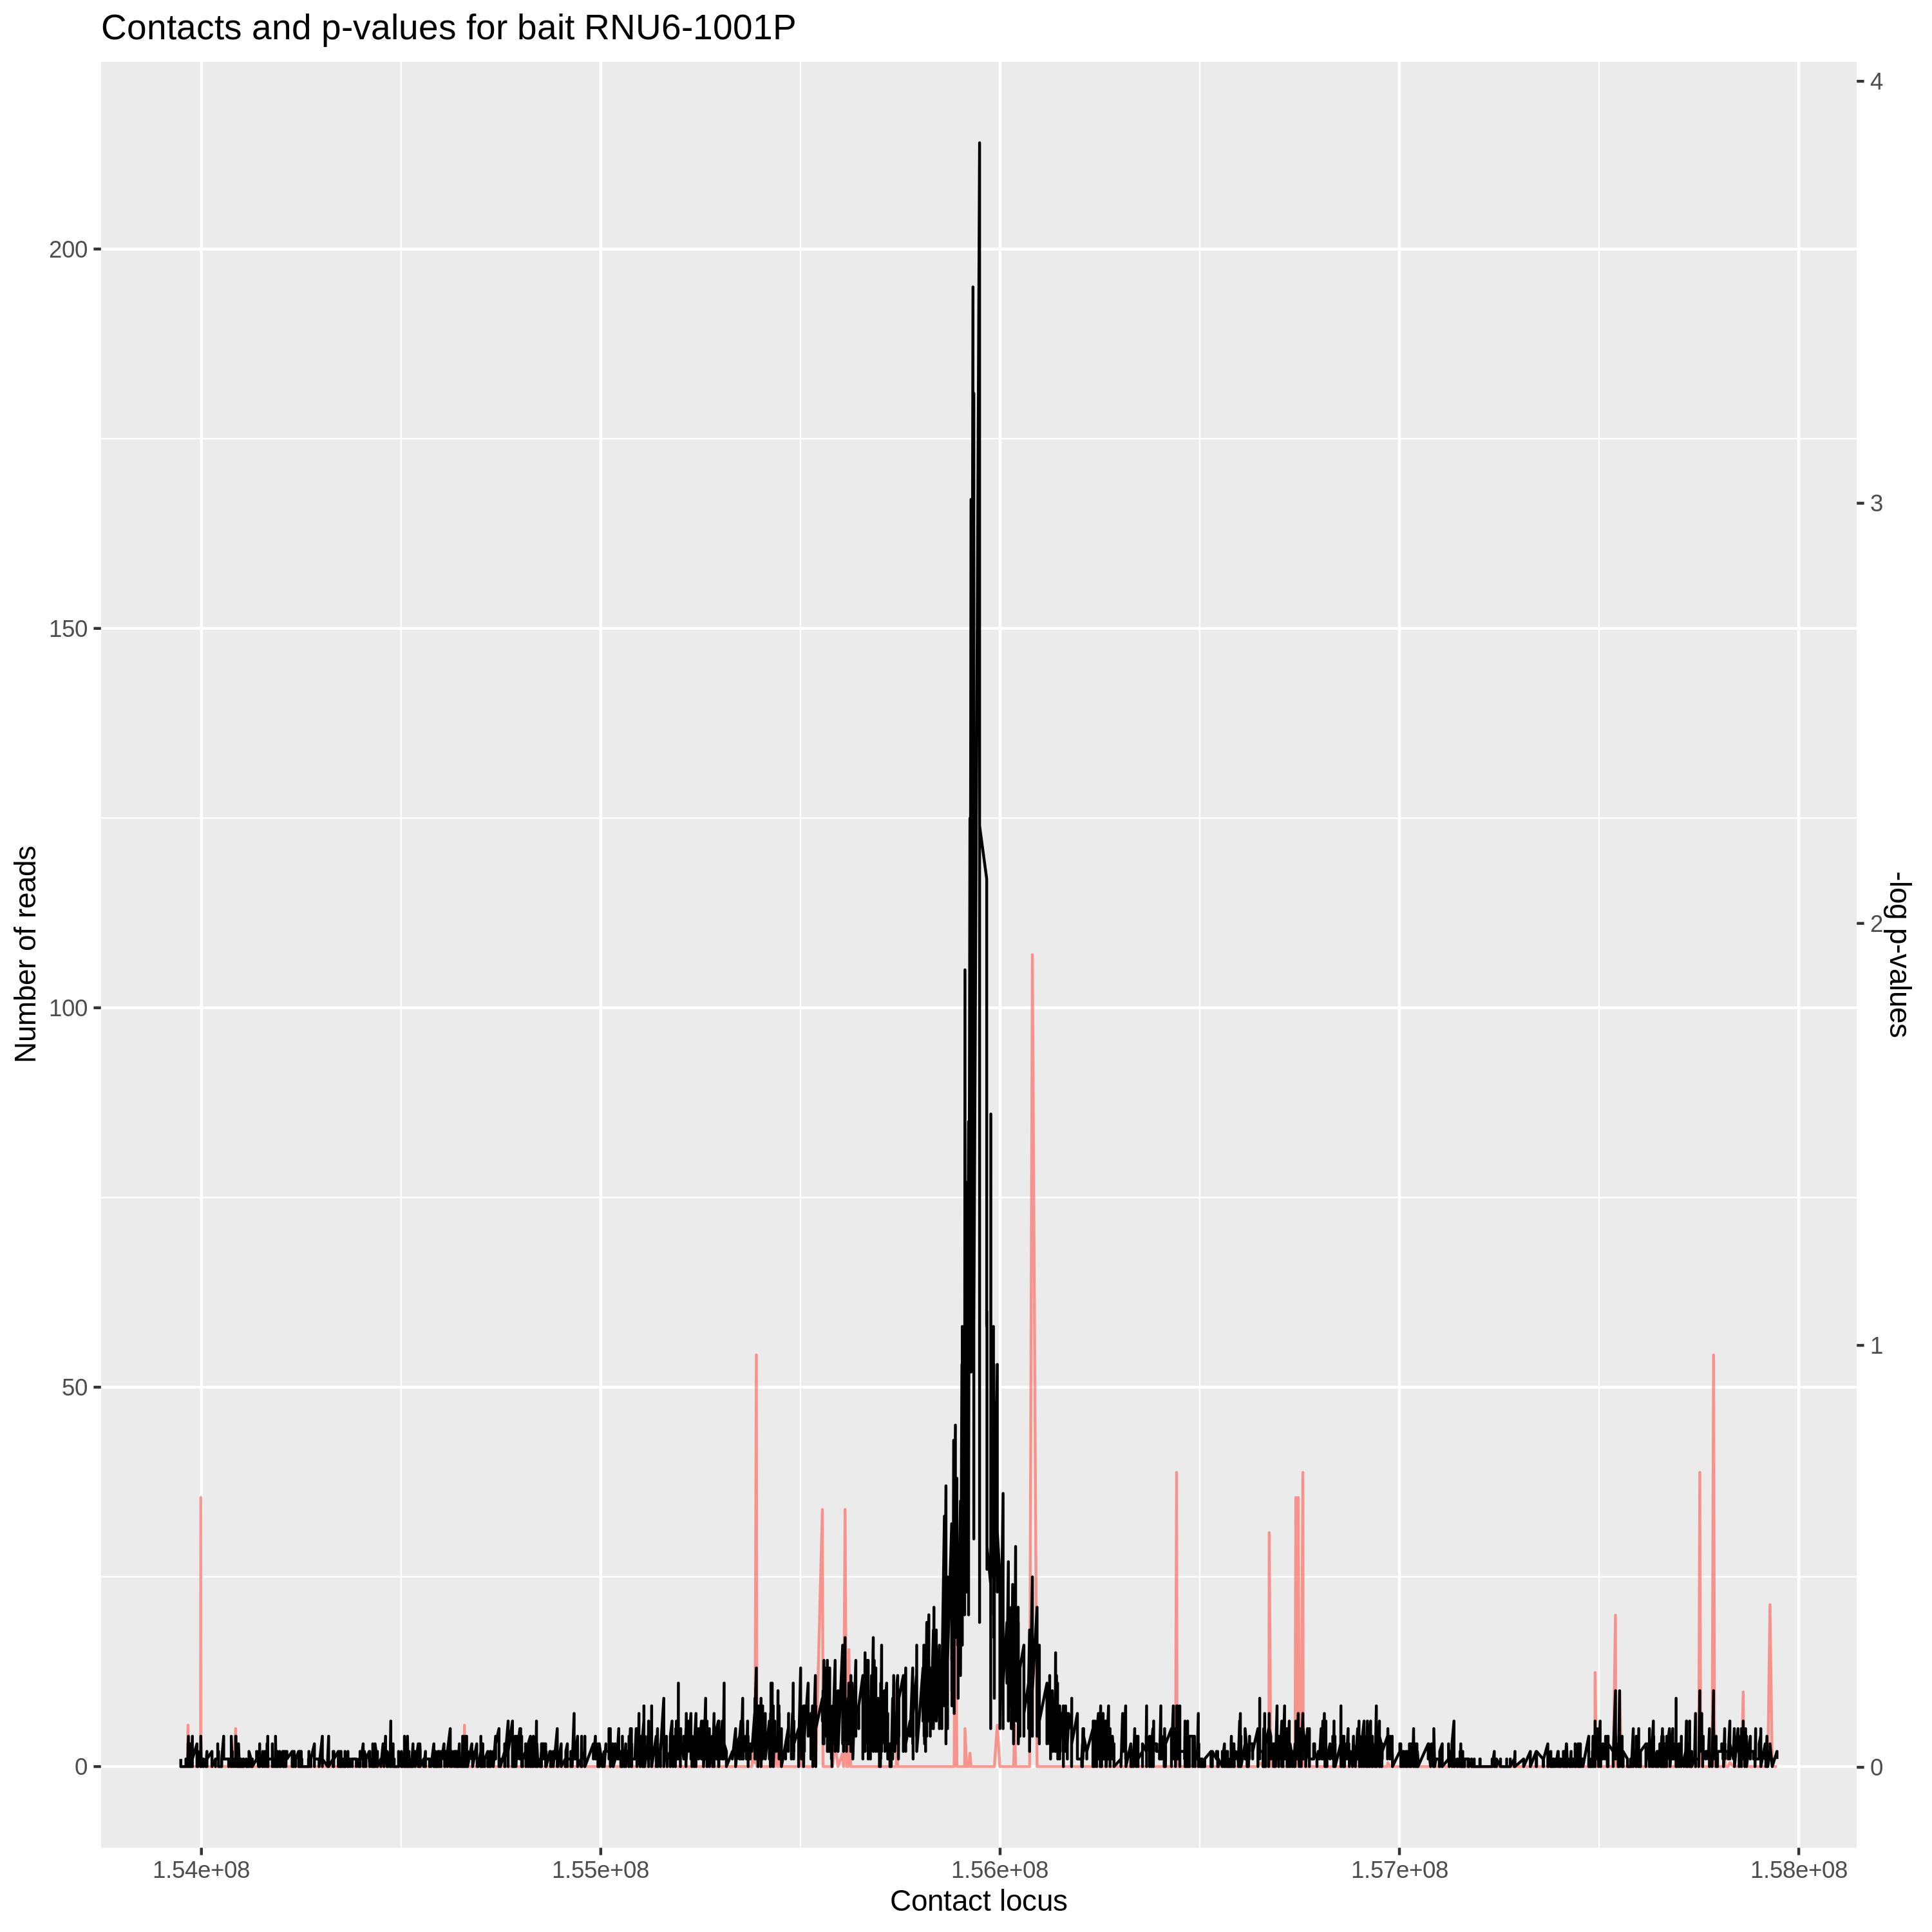 Contacts and p-values for bait RNU6-1001P
Number of reads
200
150
100
50
0
4
3
2
1
0
-log p-values
1.54e+08
1.55e+08
1.56e+08
1.57e+08
1.58e+08
Contact locus